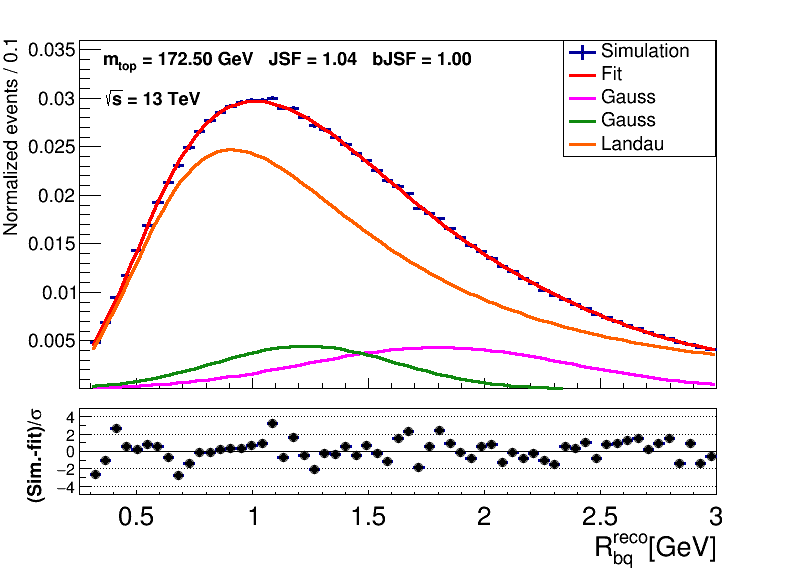 Normalized events / 0.1
0.035
0.03
0.025
0.02
0.015
0.01
0.005
m_top = 172.50 GeV JSF = 1.04 bJSF = 1.00
√s = 13 TeV
Simulation
Fit
Gauss
Gauss
Landau
(Sim.-fit)/σ
4
2
0
−2
−4
0.5 1 1.5 2 2.5 3
R_bq^reco[GeV]